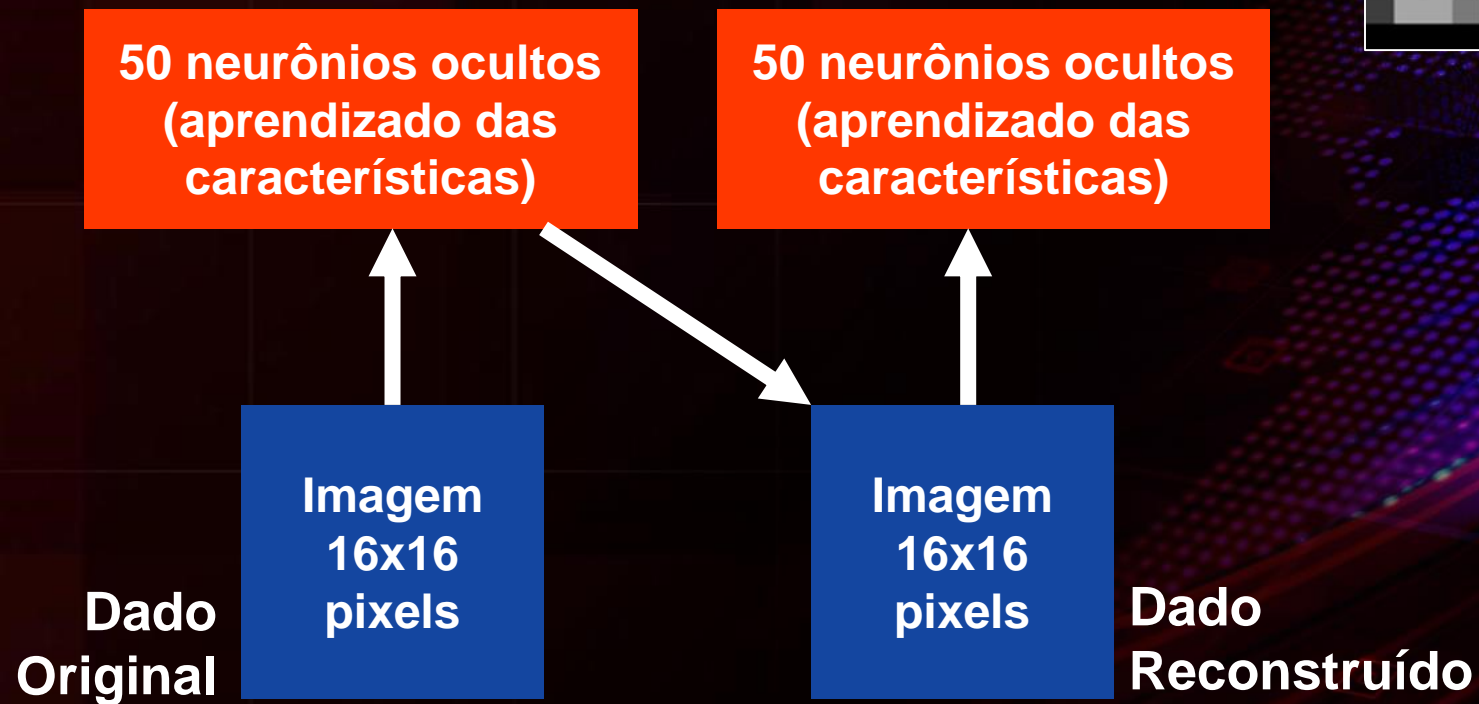 50 neurônios ocultos
(aprendizado das
características)
50 neurônios ocultos
(aprendizado das
características)
Imagem
16x16
pixels
Imagem
16x16
pixels
Dado
Original
Dado
Reconstruído